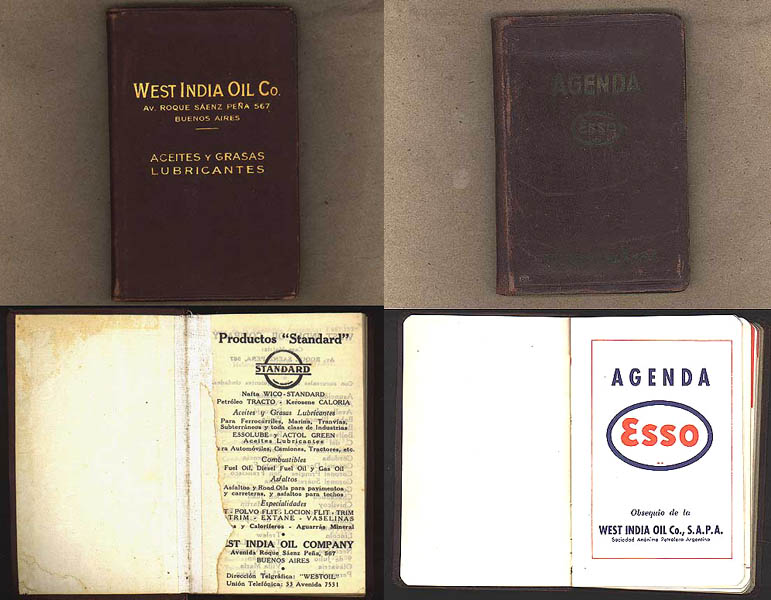 WEST INDIA OIL CO.
AV. ROQUE SÁENZ PEÑA 567
BUENOS AIRES
ACEITES Y GRASAS
LUBRICANTES
AGENDA
ESSO
Productos "Standard"
STANDARD
Nafta WICO - STANDARD
Petróleo TRACTO - Kerosene CALORIA
Aceites y Grasas Lubricantes
Para Ferrocarriles, Marina, Tranvías,
Subterráneos y toda clase de Industrias
ESSOLUBE y ACTOL GREEN
Aceites Lubricantes
ra Automóviles, Camiones, Tractores, etc.
Combustibles
Fuel Oil, Diesel Fuel Oil y Gas Oil
Asfaltos
Asfaltos y Road Oils para pavimentos
y carreteras, y asfaltos para techos
Especialidades
- POLVO FLIT - LOCION FLIT - TRIM
TRIM - EXTANE - VASELINAS
s y Caloríferos - Aguarrás Mineral
ST INDIA OIL COMPANY
Avenida Roque Sáenz Peña, 567
BUENOS AIRES
Dirección Telgráfica: "WESTOIL"
Unión Telefónica: 33 Avenida 7531
AGENDA
Esso
Obsequio de la
WEST INDIA OIL Co., S.A.P.A.
Sociedad Anónima Petrolera Argentina